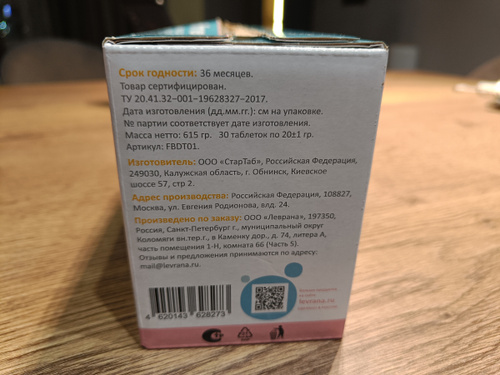 Срок годности: 36 месяцев.
Товар сертифицирован.
ТУ 20.41.32–001–19628327–2017.
Дата изготовления (дд.мм.гг.): см на упаковке.
№ партии соответствует дате изготовления.
Масса нетто: 615 гр. 30 таблеток по 20±1 гр.
Артикул: FBDT01.
Изготовитель: ООО «СтарТаб», Российская Федерация,
249030, Калужская область, г. Обнинск, Киевское
шоссе 57, стр 2.
Адрес производства: Российская Федерация, 108827,
Москва, ул. Евгения Родионова, влд. 24.
Произведено по заказу: ООО «Леврана», 197350,
Россия, Санкт-Петербург г., муниципальный округ
Коломяги вн.тер.г., в Каменку дор., д. 74, литера А,
часть помещения 1-Н, комната 66 (Часть 5).
Отзывы и предложения принимаются по адресу:
mail@levrana.ru
levrana.ru
4 620143 628273